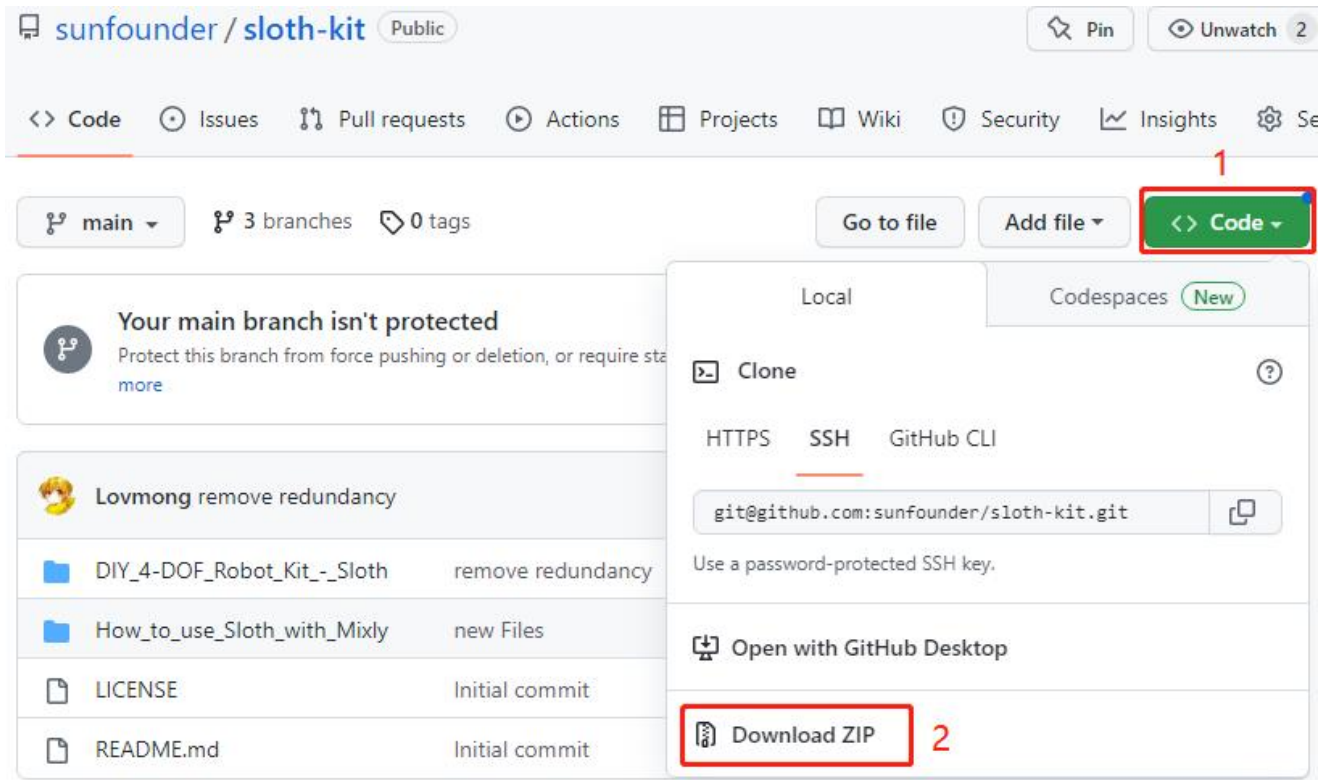 sunfounder / sloth-kit Public
Pin
Unwatch 2
<> Code
Issues
Pull requests
Actions
Projects
Wiki
Security
Insights
Se
1
main
3 branches
0 tags
Go to file
Add file
<> Code
Local
Codespaces New
Your main branch isn't protected
Protect this branch from force pushing or deletion, or require sta
more
Clone
HTTPS
SSH
GitHub CLI
git@github.com:sunfounder/sloth-kit.git
Use a password-protected SSH key.
Open with GitHub Desktop
Download ZIP 2
Lovmong remove redundancy
DIY_4-DOF_Robot_Kit_-_Sloth remove redundancy
How_to_use_Sloth_with_Mixly new Files
LICENSE Initial commit
README.md Initial commit